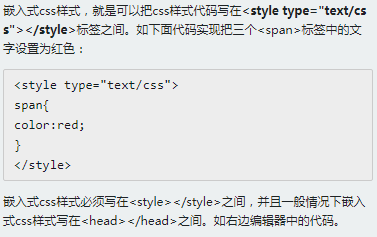 嵌入式css样式，就是可以把css样式代码写在<style type="text/cs
s"></style>标签之间。如下面代码实现把三个<span>标签中的文
字设置为红色：
<style type="text/css">
span{
color:red;
}
</style>
嵌入式css样式必须写在<style></style>之间，并且一般情况下嵌入
式css样式写在<head></head>之间。如右边编辑器中的代码。